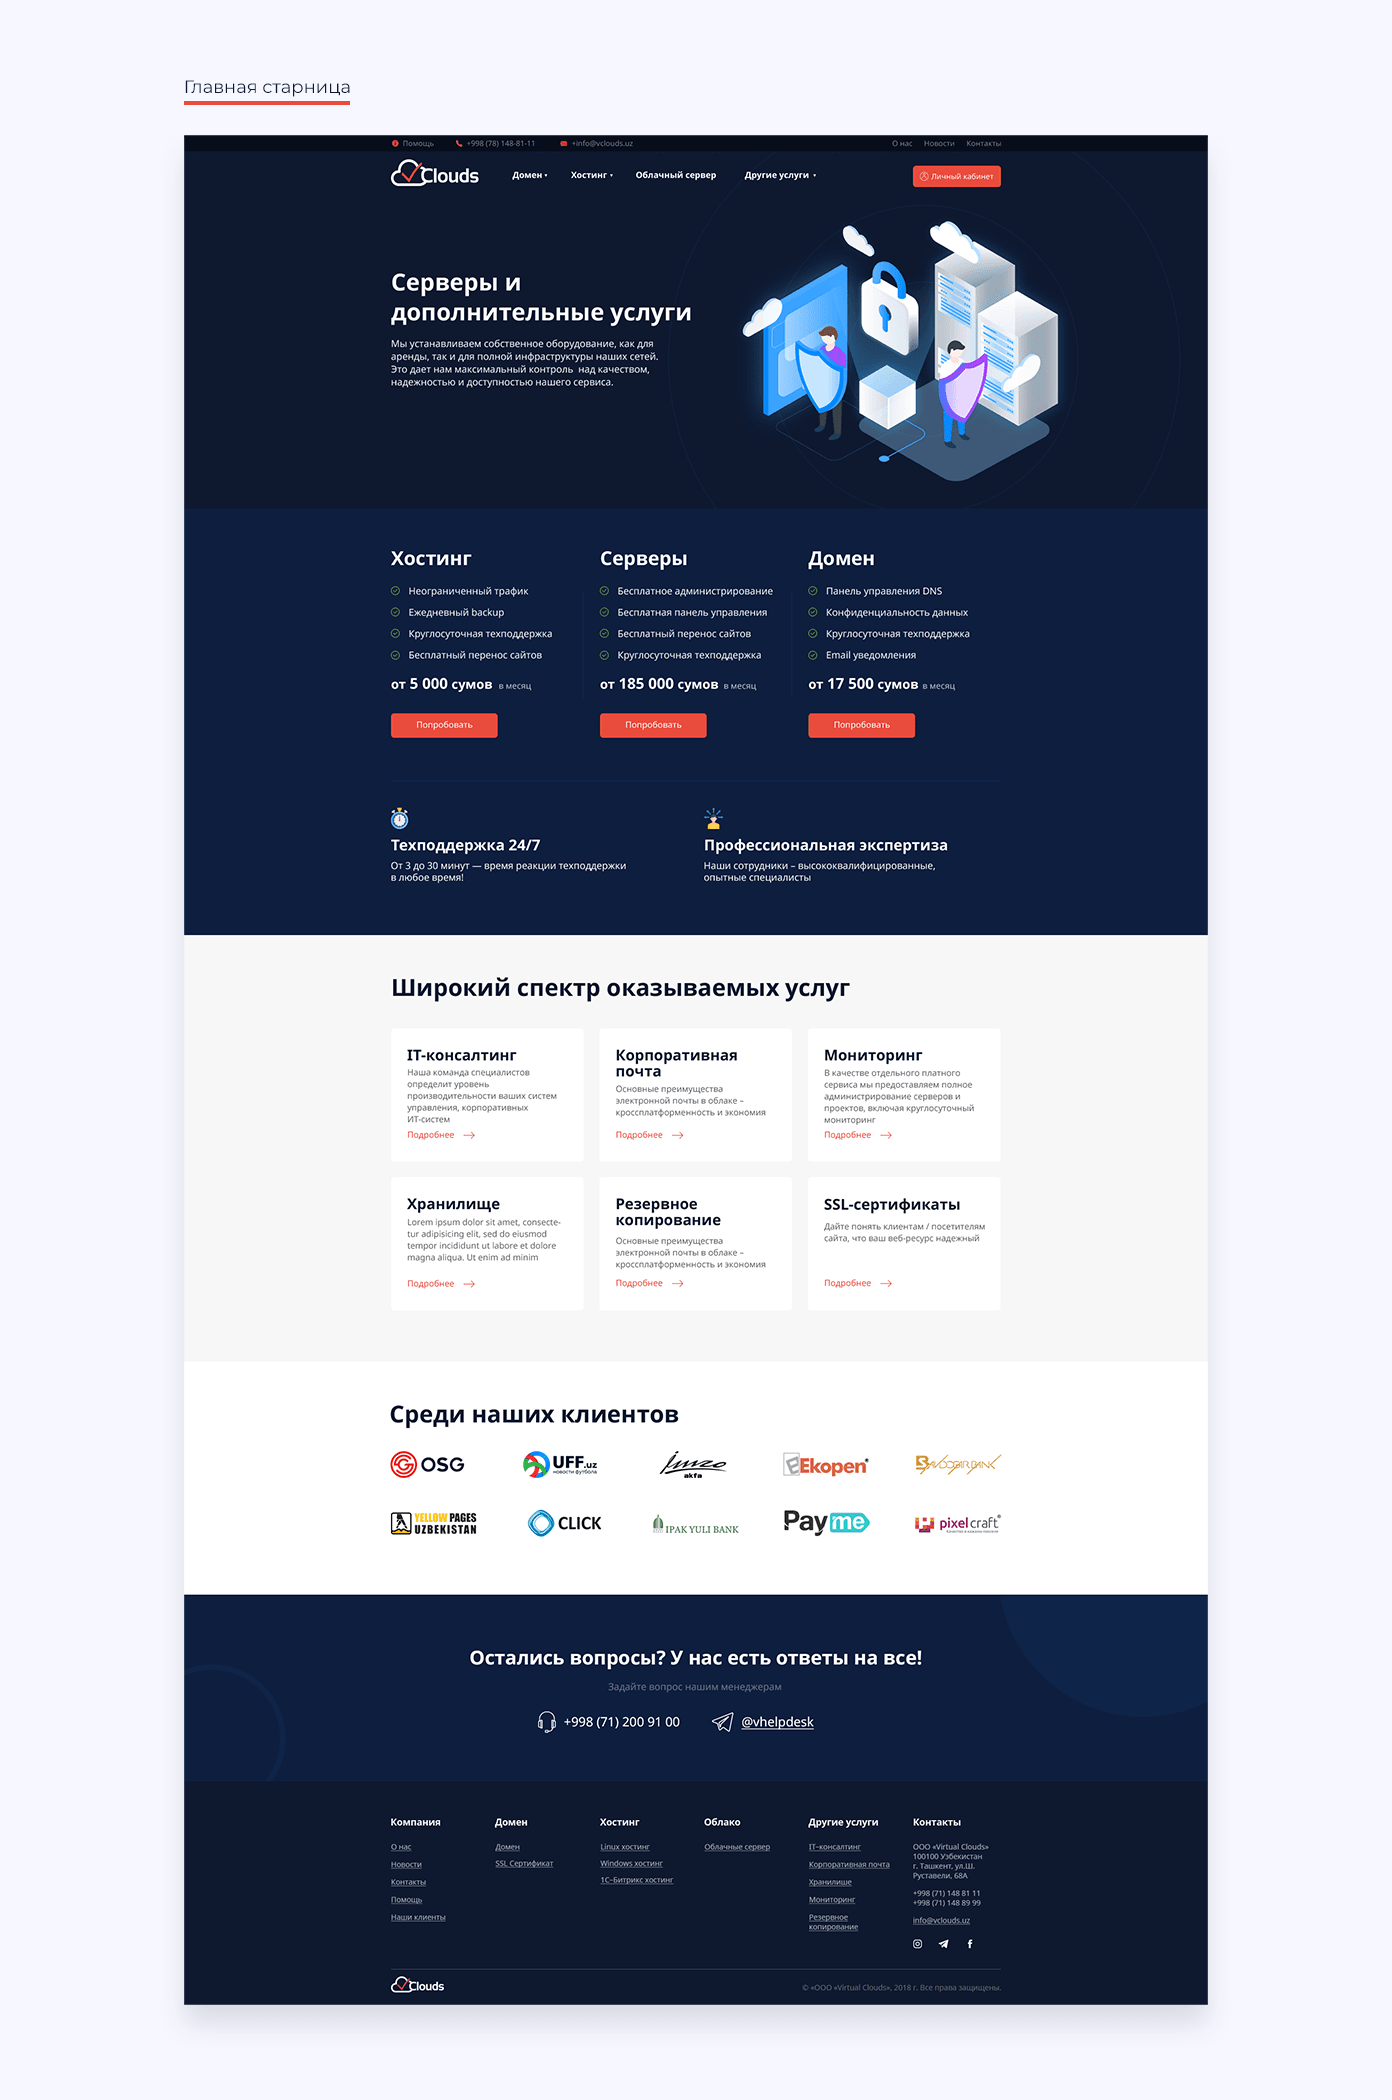 Главная старница
Помощь
+998 (78) 148-81-11
+info@vclouds.uz
О нас
Новости
Контакты
Clouds
Домен
Хостинг
Облачный сервер
Другие услуги
Личный кабинет
Серверы и
дополнительные услуги
Мы устанавливаем собственное оборудование, как для
аренды, так и для полной инфраструктуры наших сетей.
Это дает нам максимальный контроль над качеством,
надежностью и доступностью нашего сервиса.
Хостинг
Неограниченный трафик
Ежедневный backup
Круглосуточная техподдержка
Бесплатный перенос сайтов
от 5 000 сумов в месяц
Попробовать
Серверы
Бесплатное администрирование
Бесплатная панель управления
Бесплатный перенос сайтов
Круглосуточная техподдержка
от 185 000 сумов в месяц
Попробовать
Домен
Панель управления DNS
Конфиденциальность данных
Круглосуточная техподдержка
Email уведомления
от 17 500 сумов в месяц
Попробовать
Техподдержка 24/7
От 3 до 30 минут — время реакции техподдержки
в любое время!
Профессиональная экспертиза
Наши сотрудники – высококвалифицированные,
опытные специалисты
Широкий спектр оказываемых услуг
IT-консалтинг
Наша команда специалистов
определит уровень
производительности ваших систем
управления, корпоративных
ИТ-систем
Подробнее
Корпоративная
почта
Основные преимущества
электронной почты в облаке –
кроссплатформенность и экономия
Подробнее
Мониторинг
В качестве отдельного платного
сервиса мы предоставляем полное
администрирование серверов и
проектов, включая круглосуточный
мониторинг
Подробнее
Хранилище
Lorem ipsum dolor sit amet, consecte-
tur adipisicing elit, sed do eiusmod
tempor incididunt ut labore et dolore
magna aliqua. Ut enim ad minim
Подробнее
Резервное
копирование
Основные преимущества
электронной почты в облаке –
кроссплатформенность и экономия
Подробнее
SSL-сертификаты
Дайте понять клиентам / посетителям
сайта, что ваш веб-ресурс надежный
Подробнее
Среди наших клиентов
OSG
UFF.uz
новости футбола
imzo
akfa
Ekopen
SAVDOGARBANK
YELLOW PAGES
UZBEKISTAN
CLICK
IPAK YULI BANK
Payme
pixelcraft
Остались вопросы? У нас есть ответы на все!
Задайте вопрос нашим менеджерам
+998 (71) 200 91 00
@vhelpdesk
Компания
О нас
Новости
Контакты
Помощь
Наши клиенты
Домен
Домен
SSL Сертификат
Хостинг
Linux хостинг
Windows хостинг
1С-Битрикс хостинг
Облако
Облачные сервер
Другие услуги
IT-консалтинг
Корпоративная почта
Хранилише
Мониторинг
Резервное
копирование
Контакты
ООО «Virtual Clouds»
100100 Узбекистан
г. Ташкент, ул.Ш.
Руставели, 68А
+998 (71) 148 81 11
+998 (71) 148 89 99
info@vclouds.uz
Clouds
© «ООО «Virtual Clouds», 2018 г. Все права защищены.